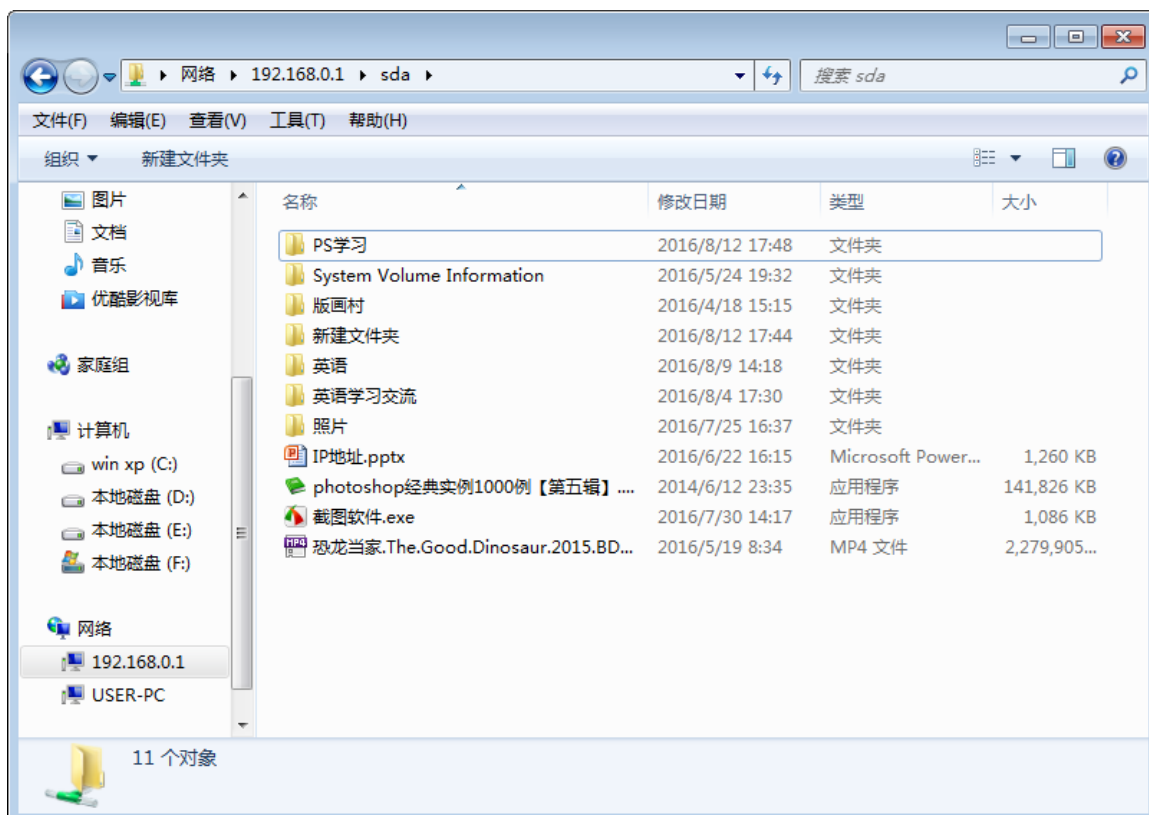 网络 192.168.0.1 sda
搜索 sda
文件(F) 编辑(E) 查看(V) 工具(T) 帮助(H)
组织 新建文件夹
图片
文档
音乐
优酷影视库
家庭组
计算机
win xp (C:)
本地磁盘 (D:)
本地磁盘 (E:)
本地磁盘 (F:)
网络
192.168.0.1
USER-PC
名称 修改日期 类型 大小
PS学习 2016/8/12 17:48 文件夹
System Volume Information 2016/5/24 19:32 文件夹
版画村 2016/4/18 15:15 文件夹
新建文件夹 2016/8/12 17:44 文件夹
英语 2016/8/9 14:18 文件夹
英语学习交流 2016/8/4 17:30 文件夹
照片 2016/7/25 16:37 文件夹
IP地址.pptx 2016/6/22 16:15 Microsoft Power... 1,260 KB
photoshop经典实例1000例【第五辑】.... 2014/6/12 23:35 应用程序 141,826 KB
截图软件.exe 2016/7/30 14:17 应用程序 1,086 KB
恐龙当家.The.Good.Dinosaur.2015.BD... 2016/5/19 8:34 MP4 文件 2,279,905...
11 个对象